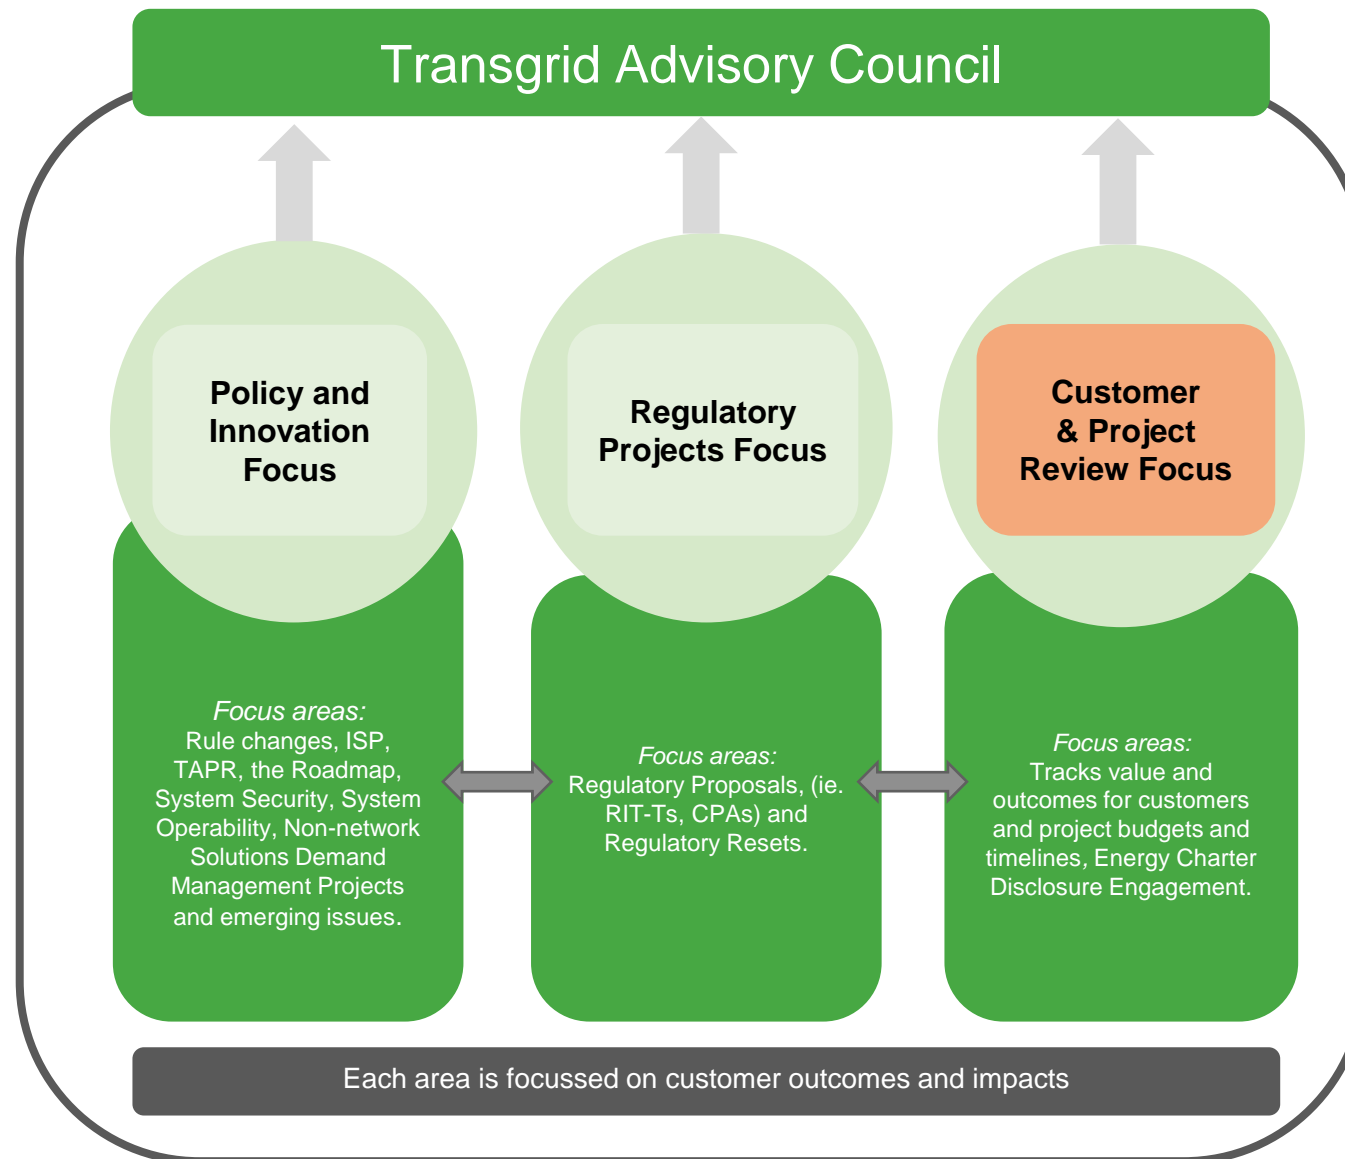 Transgrid Advisory Council
Policy and
Innovation
Focus
Regulatory
Projects Focus
Customer
& Project
Review Focus
Focus areas:
Rule changes, ISP,
TAPR, the Roadmap,
System Security, System
Operability, Non-network
Solutions Demand
Management Projects
and emerging issues.
Focus areas:
Regulatory Proposals, (ie.
RIT-Ts, CPAs) and
Regulatory Resets.
Focus areas:
Tracks value and
outcomes for customers
and project budgets and
timelines, Energy Charter
Disclosure Engagement.
Each area is focussed on customer outcomes and impacts